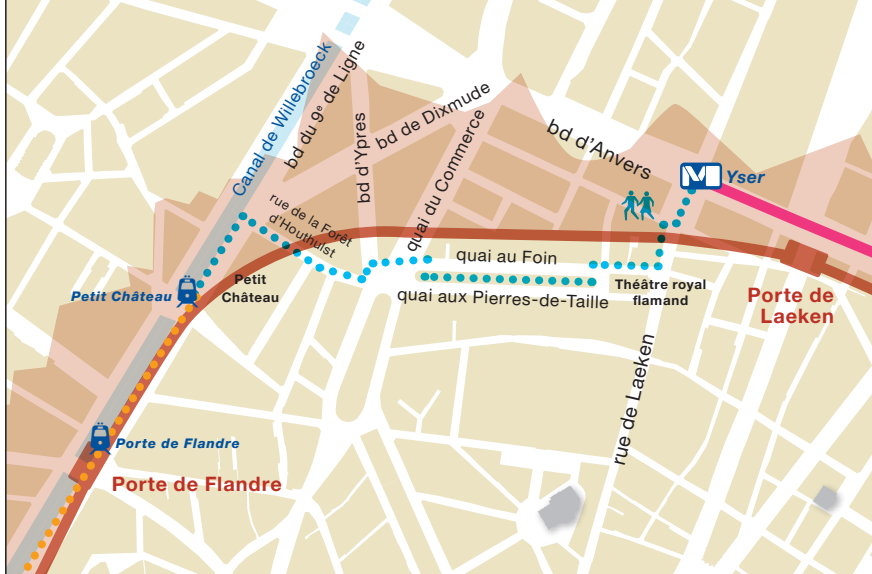 Canal de Willebroeck
bd du 9e de Ligne
bd d'Ypres
bd de Dixmude
quai du Commerce
bd d'Anvers
M
Yser
rue de la Forêt
d'Houthuist
quai au Foin
Petit
Château
Petit Château
quai aux Pierres-de-Taille
Théâtre royal
flamand
Porte de
Laeken
rue de Laeken
Porte de Flandre
Porte de Flandre